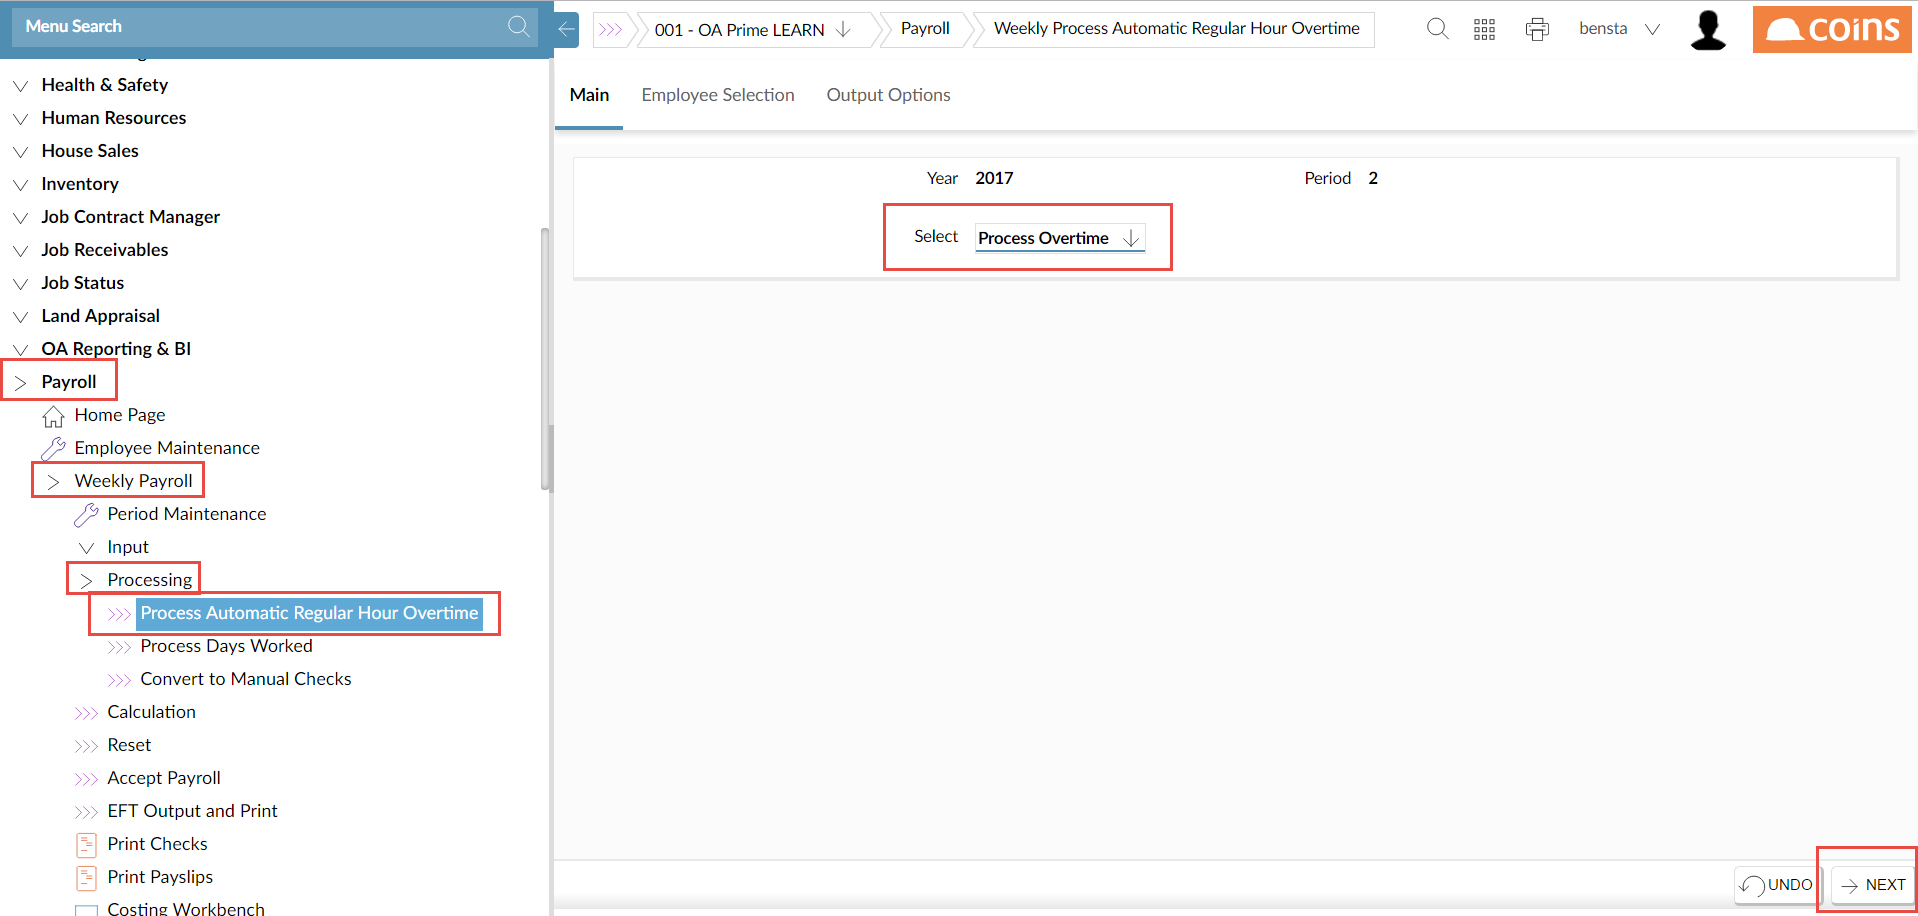 Menu Search
Health & Safety
Human Resources
House Sales
Inventory
Job Contract Manager
Job Receivables
Job Status
Land Appraisal
OA Reporting & BI
Payroll
Home Page
Employee Maintenance
Weekly Payroll
Period Maintenance
Input
Processing
Process Automatic Regular Hour Overtime
Process Days Worked
Convert to Manual Checks
Calculation
Reset
Accept Payroll
EFT Output and Print
Print Checks
Print Payslips
Costing Workbench
001 - OA Prime LEARN
Payroll
Weekly Process Automatic Regular Hour Overtime
bensta
coins
Main
Employee Selection
Output Options
Year 2017
Period 2
Select Process Overtime
UNDO
NEXT